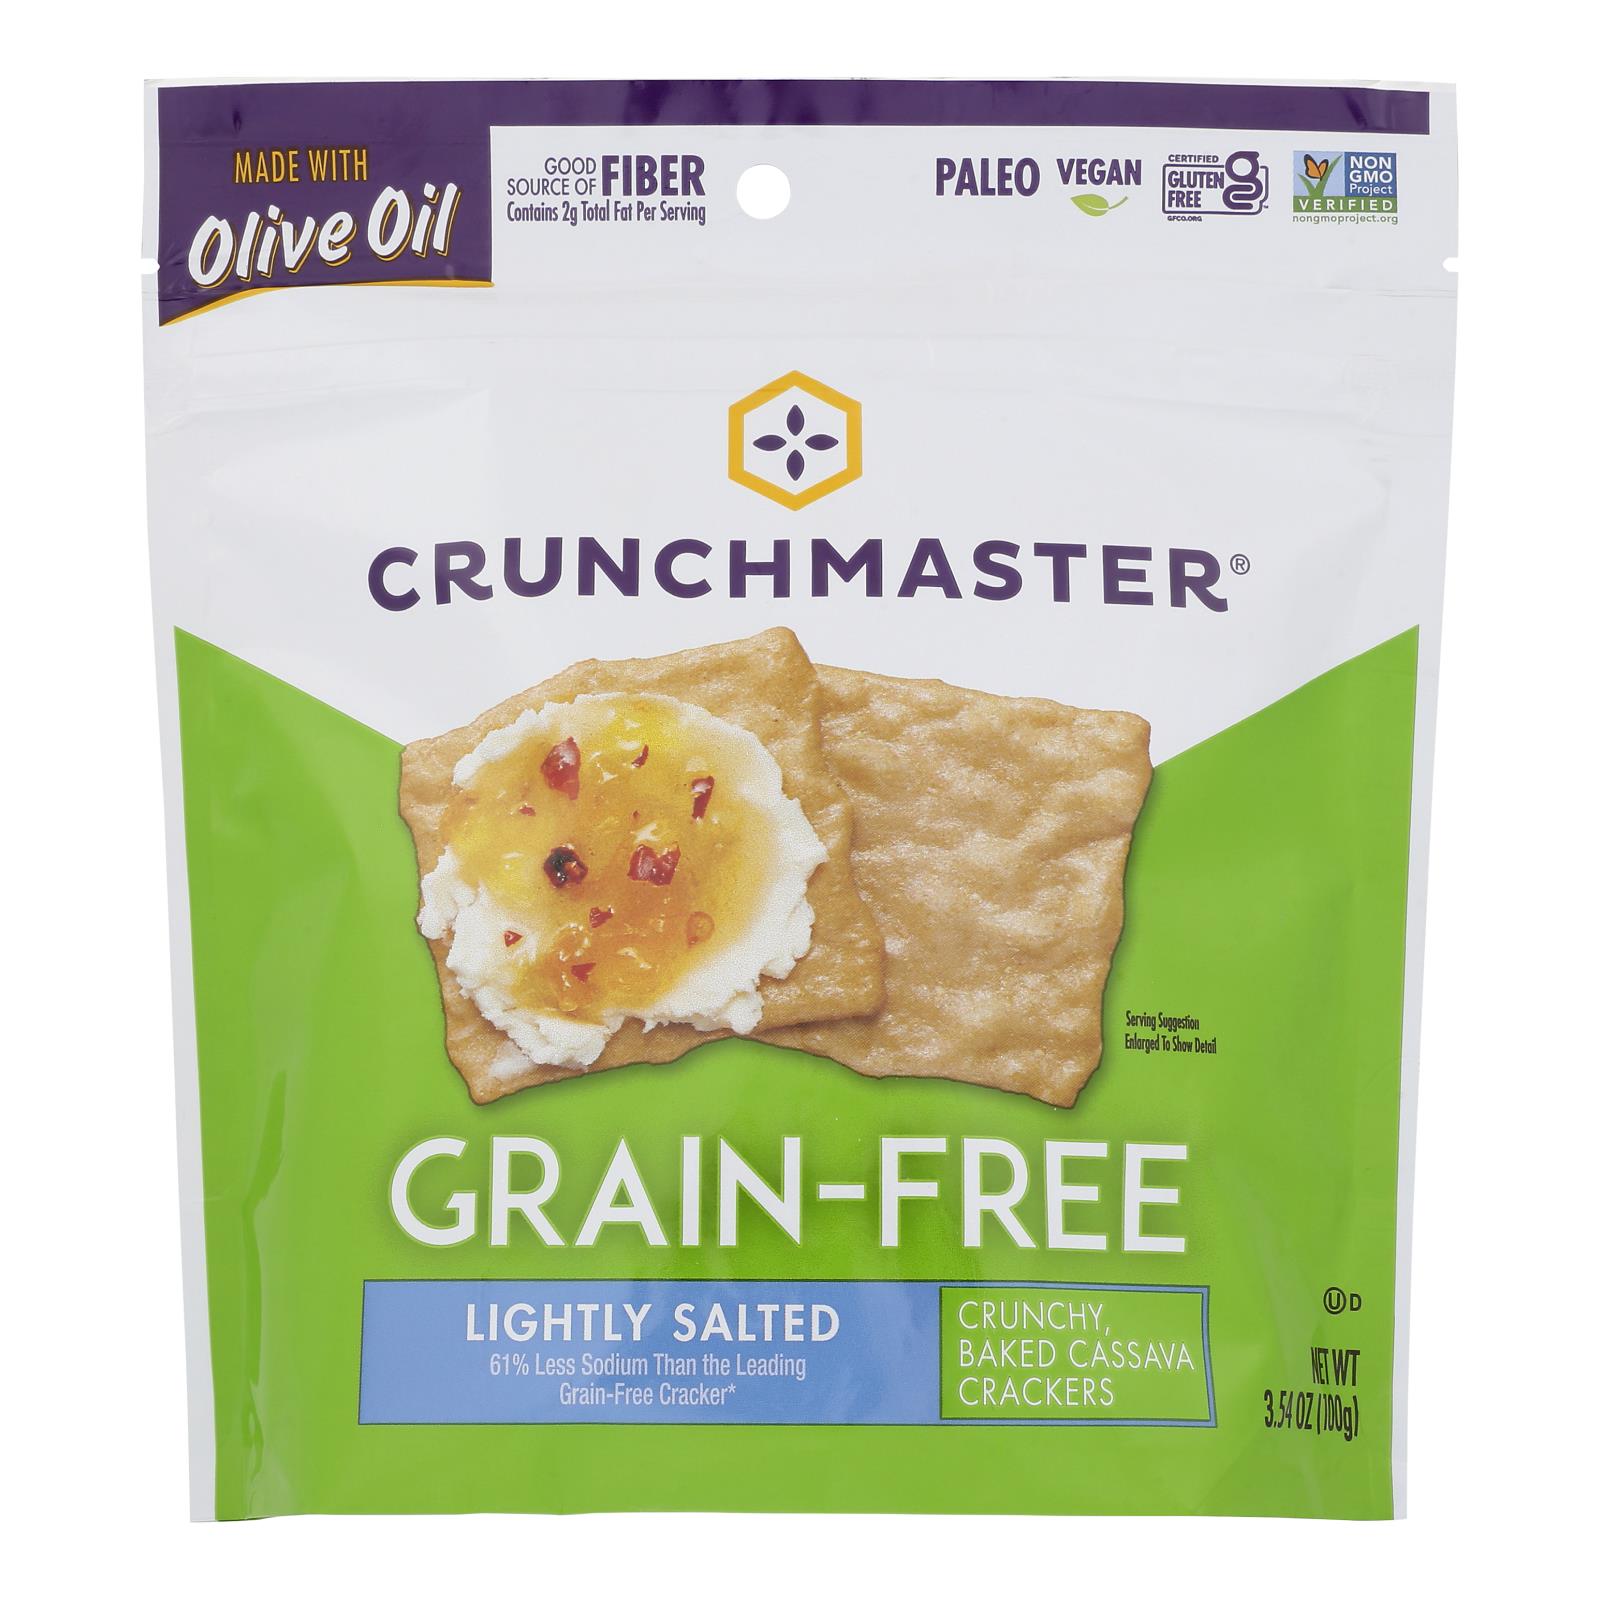 MADE WITH
Olive Oil
GOOD
SOURCE OF FIBER
Contains 2g Total Fat Per Serving
PALEO
VEGAN
CERTIFIED
GLUTEN
FREE
GFCO.ORG
NON
GMO
Project
VERIFIED
nongmoproject.org
CRUNCHMASTER®
Serving Suggestion
Enlarged To Show Detail
GRAIN-FREE
LIGHTLY SALTED
61% Less Sodium Than the Leading
Grain-Free Cracker*
CRUNCHY,
BAKED CASSAVA
CRACKERS
U D
NET WT
3.54 OZ (100g)